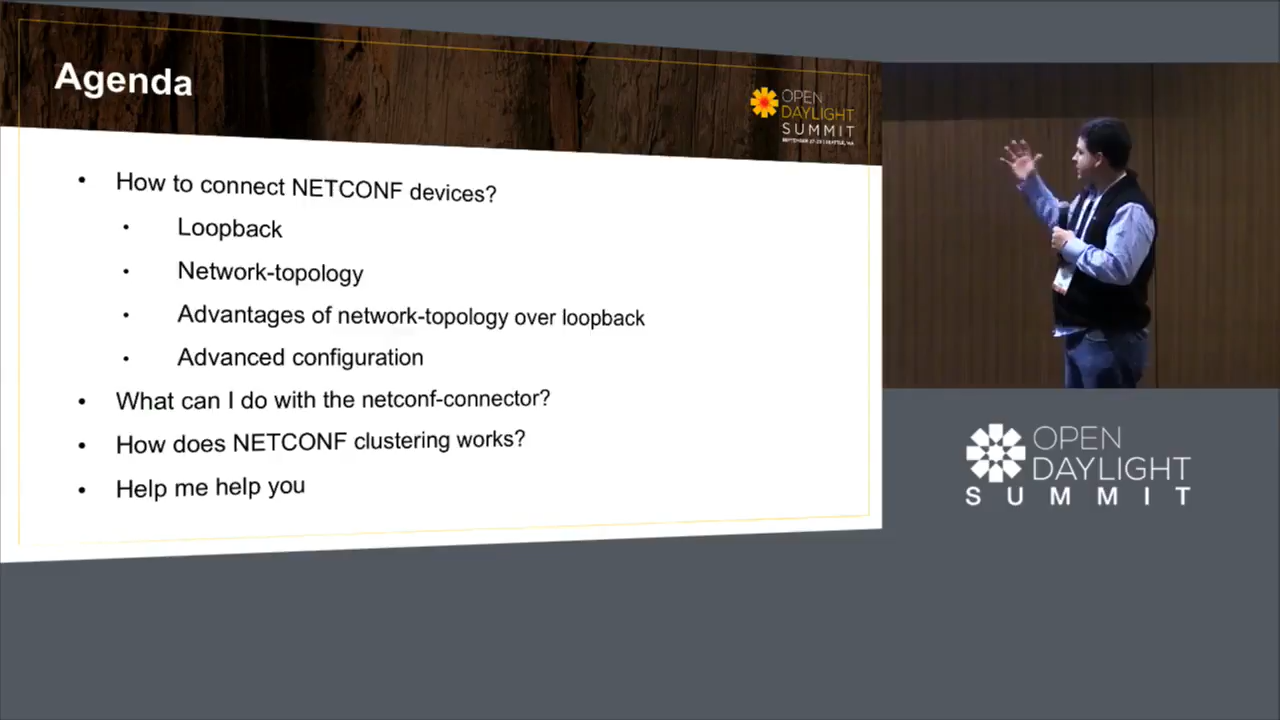 Agenda
OPEN
DAYLIGHT
SUMMIT
• How to connect NETCONF devices?
• Loopback
• Network-topology
• Advantages of network-topology over loopback
• Advanced configuration
• What can I do with the netconf-connector?
• How does NETCONF clustering works?
• Help me help you
OPEN
DAYLIGHT
SUMMIT